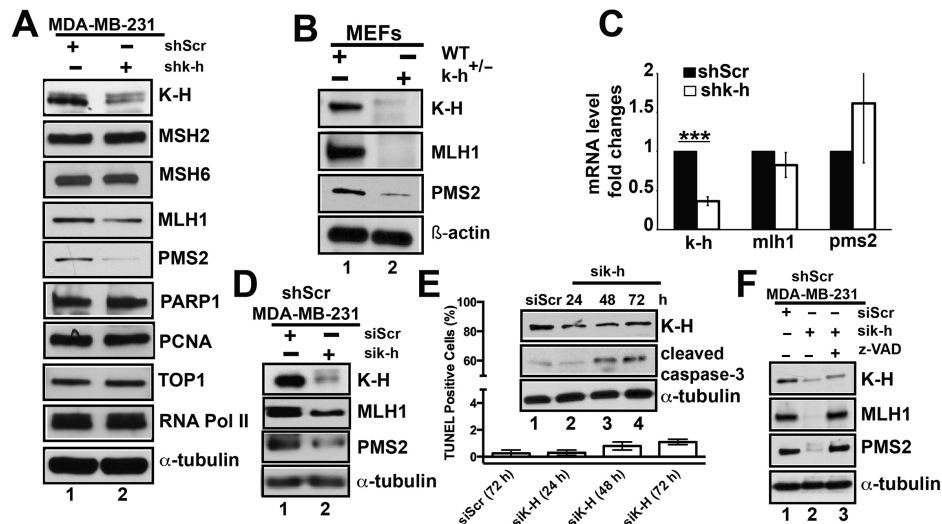 A
MDA-MB-231
+ – shScr
– + shk-h
K-H
MSH2
MSH6
MLH1
PMS2
PARP1
PCNA
TOP1
RNA Pol II
α-tubulin
1 2
B
MEFs
+ – WT
– + k-h+/–
K-H
MLH1
PMS2
ß-actin
1 2
C
mRNA level
fold changes
2
1.5
1
0.5
0
shScr
shk-h
***
k-h mlh1 pms2
D
shScr
MDA-MB-231
+ – siScr
– + sik-h
K-H
MLH1
PMS2
α-tubulin
1 2
E
TUNEL Positive Cells (%)
100
80
60
4
2
0
sik-h
siScr 24 48 72 h
K-H
cleaved
caspase-3
α-tubulin
1 2 3 4
siScr (72 h)
siK-H (24 h)
siK-H (48 h)
siK-H (72 h)
F
shScr
MDA-MB-231
+ – – siScr
– + + sik-h
– – + z-VAD
K-H
MLH1
PMS2
α-tubulin
1 2 3